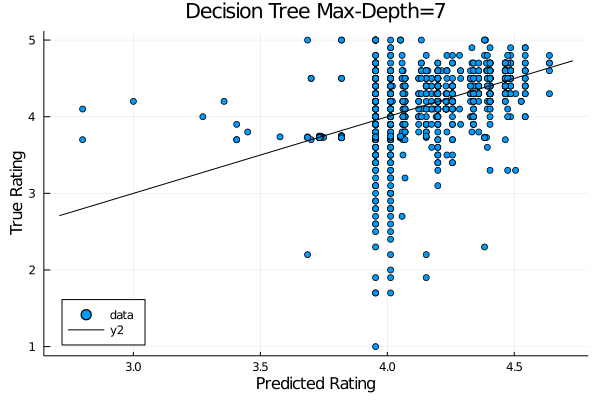 Decision Tree Max-Depth=7
True Rating
5
4
3
2
1
data
y2
3.0 3.5 4.0 4.5
Predicted Rating